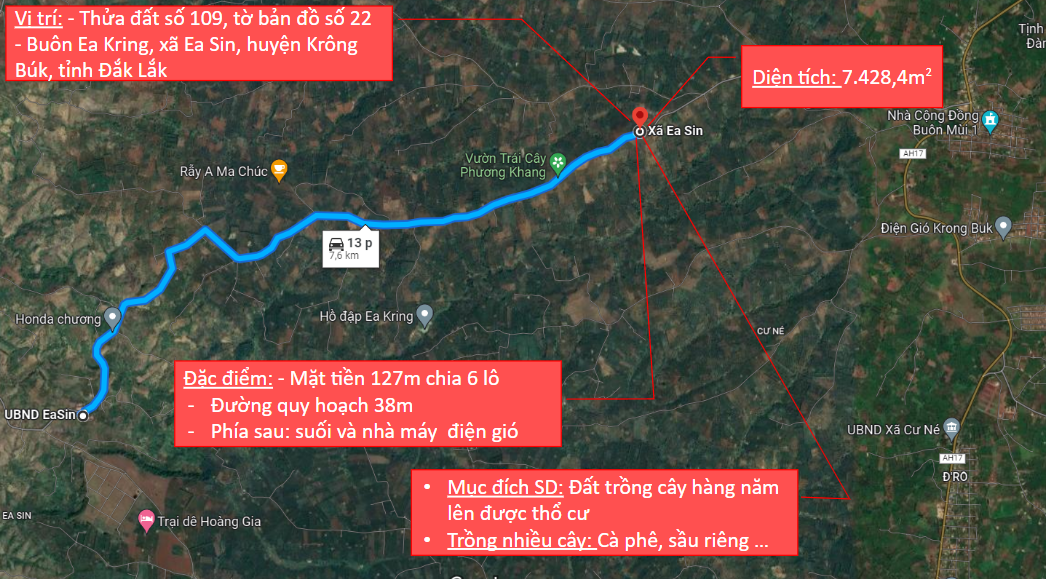 Vị trí: - Thửa đất số 109, tờ bản đồ số 22
- Buôn Ea Kring, xã Ea Sin, huyện Krông
Búk, tỉnh Đắk Lắk
Diện tích: 7.428,4m²
Tịnh
Đàn
Xã Ea Sin
Nhà Cộng Đồng
Buôn Mùi 1
AH17
Vườn Trái Cây
Phương Khang
Rẫy A Ma Chúc
Điện Gió Krong Buk
13 p
7,6 km
Honda chương
Hồ đập Ea Kring
CƯ NÉ
Đặc điểm: - Mặt tiền 127m chia 6 lô
- Đường quy hoạch 38m
- Phía sau: suối và nhà máy điện gió
UBND EaSin
UBND Xã Cư Né
AH17
Đ'RO
• Mục đích SD: Đất trồng cây hàng năm
lên được thổ cư
• Trồng nhiều cây: Cà phê, sầu riêng ...
EA SIN
Trại dê Hoàng Gia